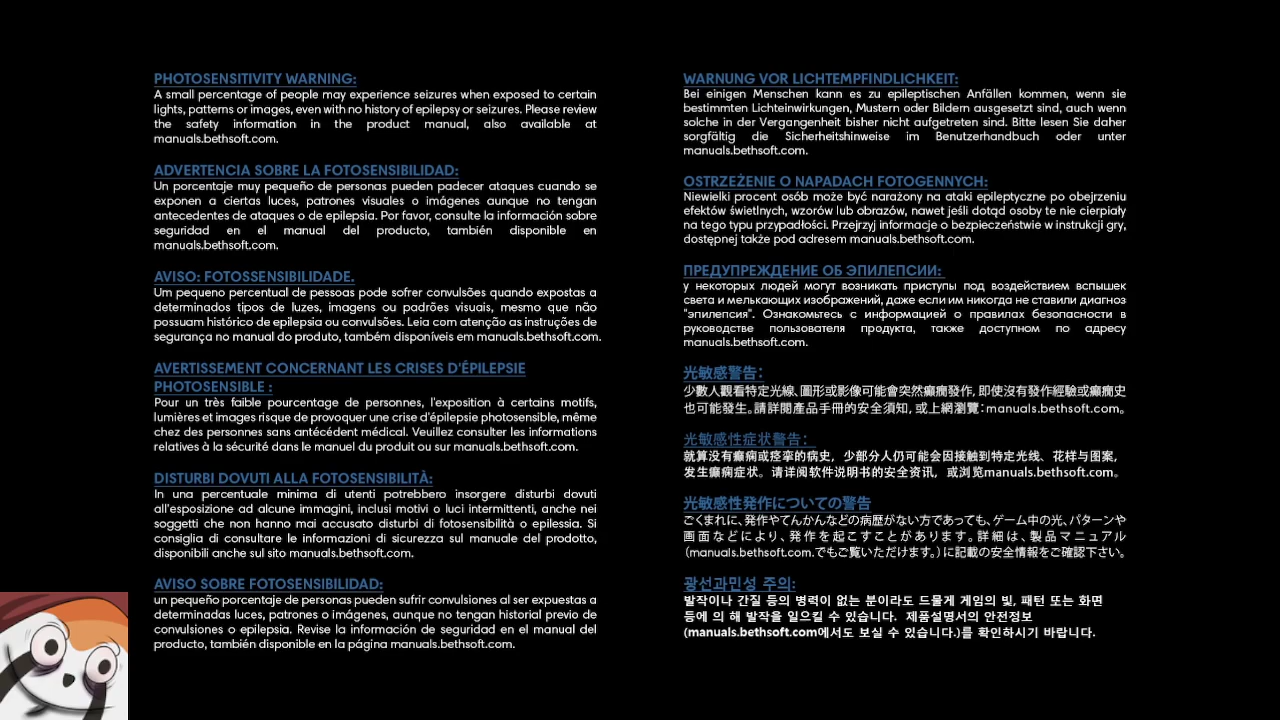 PHOTOSENSITIVITY WARNING:
A small percentage of people may experience seizures when exposed to certain
lights, patterns or images, even with no history of epilepsy or seizures. Please review
the safety information in the product manual, also available at
manuals.bethsoft.com.
ADVERTENCIA SOBRE LA FOTOSENSIBILIDAD:
Un porcentaje muy pequeño de personas pueden padecer ataques cuando se
exponen a ciertas luces, patrones visuales o imágenes aunque no tengan
antecedentes de ataques o de epilepsia. Por favor, consulte la información sobre
seguridad en el manual del producto, también disponible en
manuals.bethsoft.com.
AVISO: FOTOSSENSIBILIDADE.
Um pequeno percentual de pessoas pode sofrer convulsões quando expostas a
determinados tipos de luzes, imagens ou padrões visuais, mesmo que não
possuam histórico de epilepsia ou convulsões. Leia com atenção as instruções de
segurança no manual do produto, também disponíveis em manuals.bethsoft.com.
AVERTISSEMENT CONCERNANT LES CRISES D'ÉPILEPSIE
PHOTOSENSIBLE :
Pour un très faible pourcentage de personnes, l'exposition à certains motifs,
lumières et images risque de provoquer une crise d'épilepsie photosensible, même
chez des personnes sans antécédent médical. Veuillez consulter les informations
relatives à la sécurité dans le manuel du produit ou sur manuals.bethsoft.com.
DISTURBI DOVUTI ALLA FOTOSENSIBILITÀ:
In una percentuale minima di utenti potrebbero insorgere disturbi dovuti
all'esposizione ad alcune immagini, inclusi motivi o luci intermittenti, anche nei
soggetti che non hanno mai accusato disturbi di fotosensibilità o epilessia. Si
consiglia di consultare le informazioni di sicurezza sul manuale del prodotto,
disponibili anche sul sito manuals.bethsoft.com.
AVISO SOBRE FOTOSENSIBILIDAD:
un pequeño porcentaje de personas pueden sufrir convulsiones al ser expuestas a
determinadas luces, patrones o imágenes, aunque no tengan historial previo de
convulsiones o epilepsia. Revise la información de seguridad en el manual del
producto, también disponible en la página manuals.bethsoft.com.
WARNUNG VOR LICHTEMPFINDLICHKEIT:
Bei einigen Menschen kann es zu epileptischen Anfällen kommen, wenn sie
bestimmten Lichteinwirkungen, Mustern oder Bildern ausgesetzt sind, auch wenn
solche in der Vergangenheit bisher nicht aufgetreten sind. Bitte lesen Sie daher
sorgfältig die Sicherheitshinweise im Benutzerhandbuch oder unter
manuals.bethsoft.com.
OSTRZEŻENIE O NAPADACH FOTOGENNYCH:
Niewielki procent osób może być narażony na ataki epileptyczne po obejrzeniu
efektów świetlnych, wzorów lub obrazów, nawet jeśli dotąd osoby te nie cierpiały
na tego typu przypadłości. Przejrzyj informacje o bezpieczeństwie w instrukcji gry,
dostępnej także pod adresem manuals.bethsoft.com.
ПРЕДУПРЕЖДЕНИЕ ОБ ЭПИЛЕПСИИ:
у некоторых людей могут возникать приступы под воздействием вспышек
света и мелькающих изображений, даже если им никогда не ставили диагноз
"эпилепсия". Ознакомьтесь с информацией о правилах безопасности в
руководстве пользователя продукта, также доступном по адресу
manuals.bethsoft.com.
光敏感警告：
少數人觀看特定光線、圖形或影像可能會突然癲癇發作，即使沒有發作經驗或癲癇史
也可能發生。請詳閱產品手冊的安全須知，或上網瀏覽：manuals.bethsoft.com。
光敏感性症状警告：
就算没有癫痫或痉挛的病史，少部分人仍可能会因接触到特定光线、花样与图案，
发生癫痫症状。请详阅软件说明书的安全资讯，或浏览manuals.bethsoft.com。
光敏感性発作についての警告
ごくまれに、発作やてんかんなどの病歴がない方であっても、ゲーム中の光、パターンや
画面などにより、発作を起こすことがあります。詳細は、製品マニュアル
（manuals.bethsoft.com.でもご覧いただけます。）に記載の安全情報をご確認下さい。
광선과민성 주의:
발작이나 간질 등의 병력이 없는 분이라도 드물게 게임의 빛, 패턴 또는 화면
등에 의 해 발작을 일으킬 수 있습니다. 제품설명서의 안전정보
(manuals.bethsoft.com에서도 보실 수 있습니다.)를 확인하시기 바랍니다.